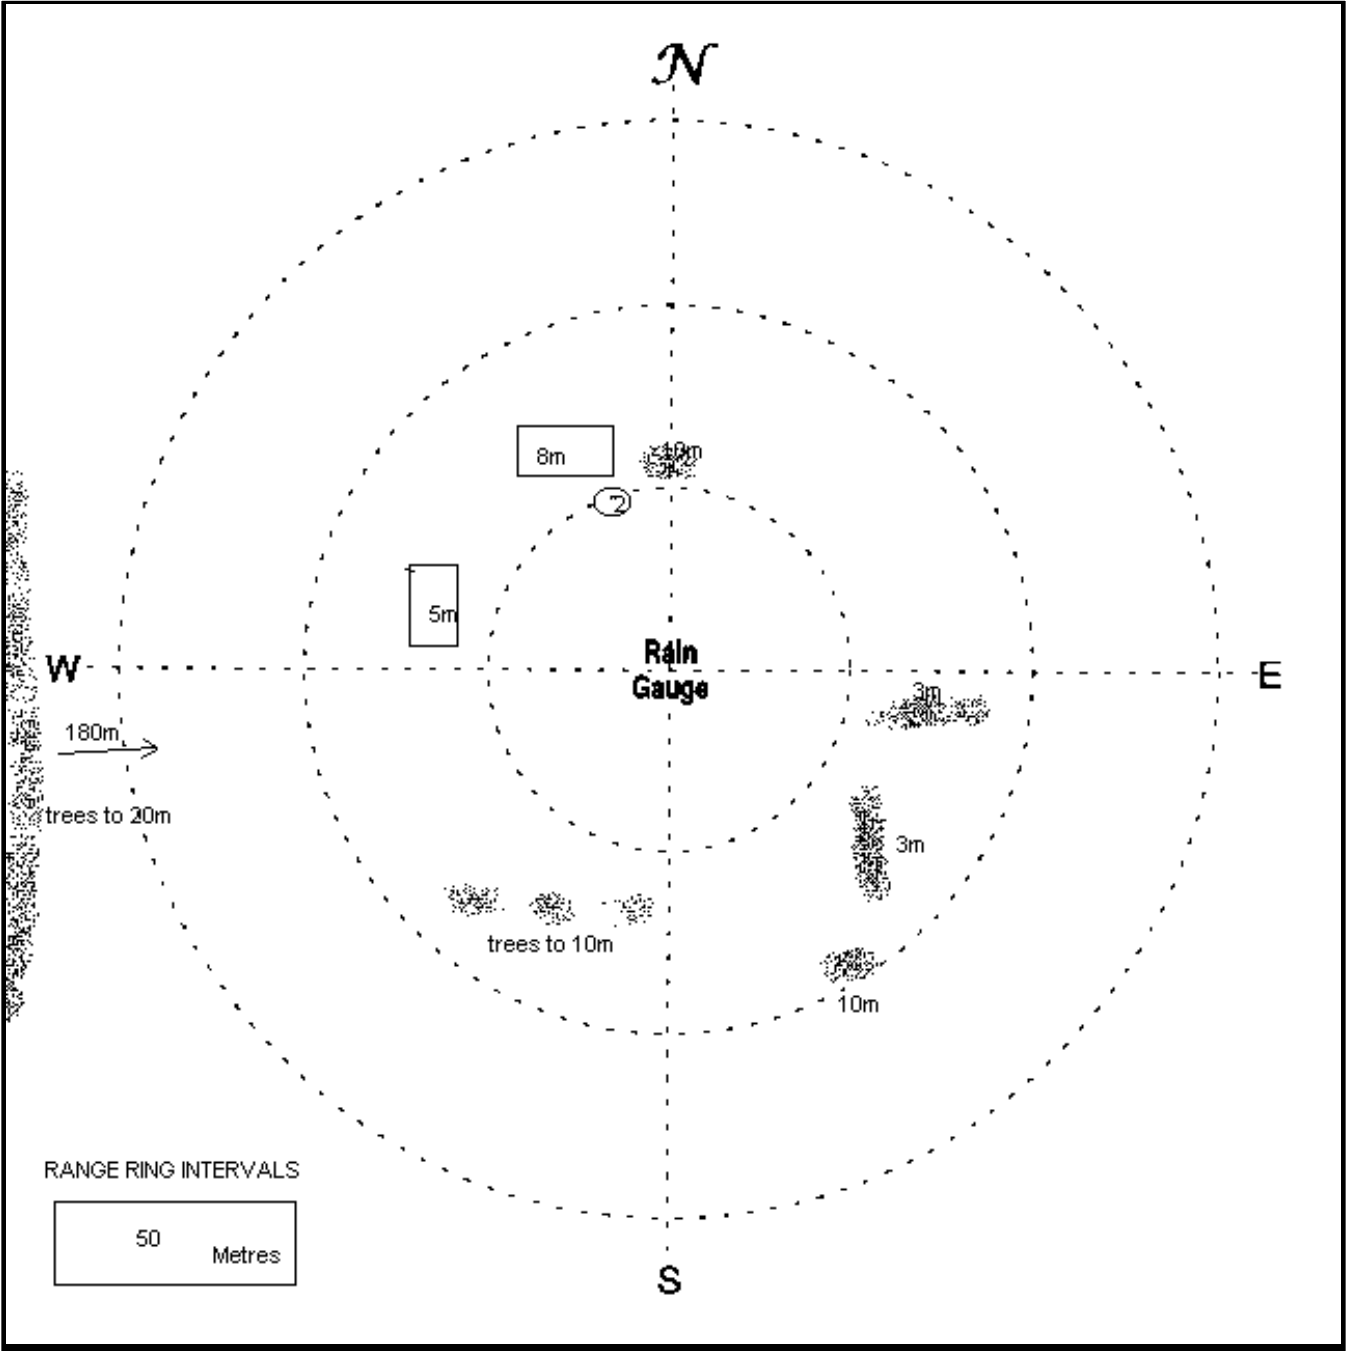 N
8m
<10m
2
5m
Rain
Gauge
W
E
3m
180m
trees to 20m
3m
trees to 10m
10m
RANGE RING INTERVALS
50
Metres
S